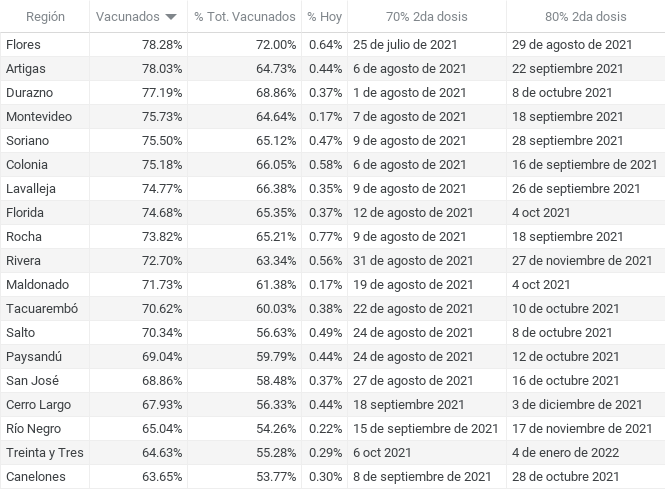 Región Vacunados % Tot. Vacunados % Hoy 70% 2da dosis 80% 2da dosis
Flores 78.28% 72.00% 0.64% 25 de julio de 2021 29 de agosto de 2021
Artigas 78.03% 64.73% 0.44% 6 de agosto de 2021 22 septiembre 2021
Durazno 77.19% 68.86% 0.37% 1 de agosto de 2021 8 de octubre 2021
Montevideo 75.73% 64.64% 0.17% 7 de agosto de 2021 18 septiembre 2021
Soriano 75.50% 65.12% 0.47% 9 de agosto de 2021 28 septiembre 2021
Colonia 75.18% 66.05% 0.58% 6 de agosto de 2021 16 de septiembre de 2021
Lavalleja 74.77% 66.38% 0.35% 9 de agosto de 2021 26 de septiembre 2021
Florida 74.68% 65.35% 0.37% 12 de agosto de 2021 4 oct 2021
Rocha 73.82% 65.21% 0.77% 9 de agosto de 2021 18 septiembre 2021
Rivera 72.70% 63.34% 0.56% 31 de agosto de 2021 27 de noviembre de 2021
Maldonado 71.73% 61.38% 0.17% 19 de agosto de 2021 4 oct 2021
Tacuarembó 70.62% 60.03% 0.38% 22 de agosto de 2021 10 de octubre 2021
Salto 70.34% 56.63% 0.49% 24 de agosto de 2021 8 de octubre 2021
Paysandú 69.04% 59.79% 0.44% 24 de agosto de 2021 12 de octubre 2021
San José 68.86% 58.48% 0.37% 27 de agosto de 2021 16 de octubre 2021
Cerro Largo 67.93% 56.33% 0.44% 18 septiembre 2021 3 de diciembre de 2021
Río Negro 65.04% 54.26% 0.22% 15 de septiembre de 2021 17 de noviembre de 2021
Treinta y Tres 64.63% 55.28% 0.29% 6 oct 2021 4 de enero de 2022
Canelones 63.65% 53.77% 0.30% 8 de septiembre de 2021 28 de octubre 2021